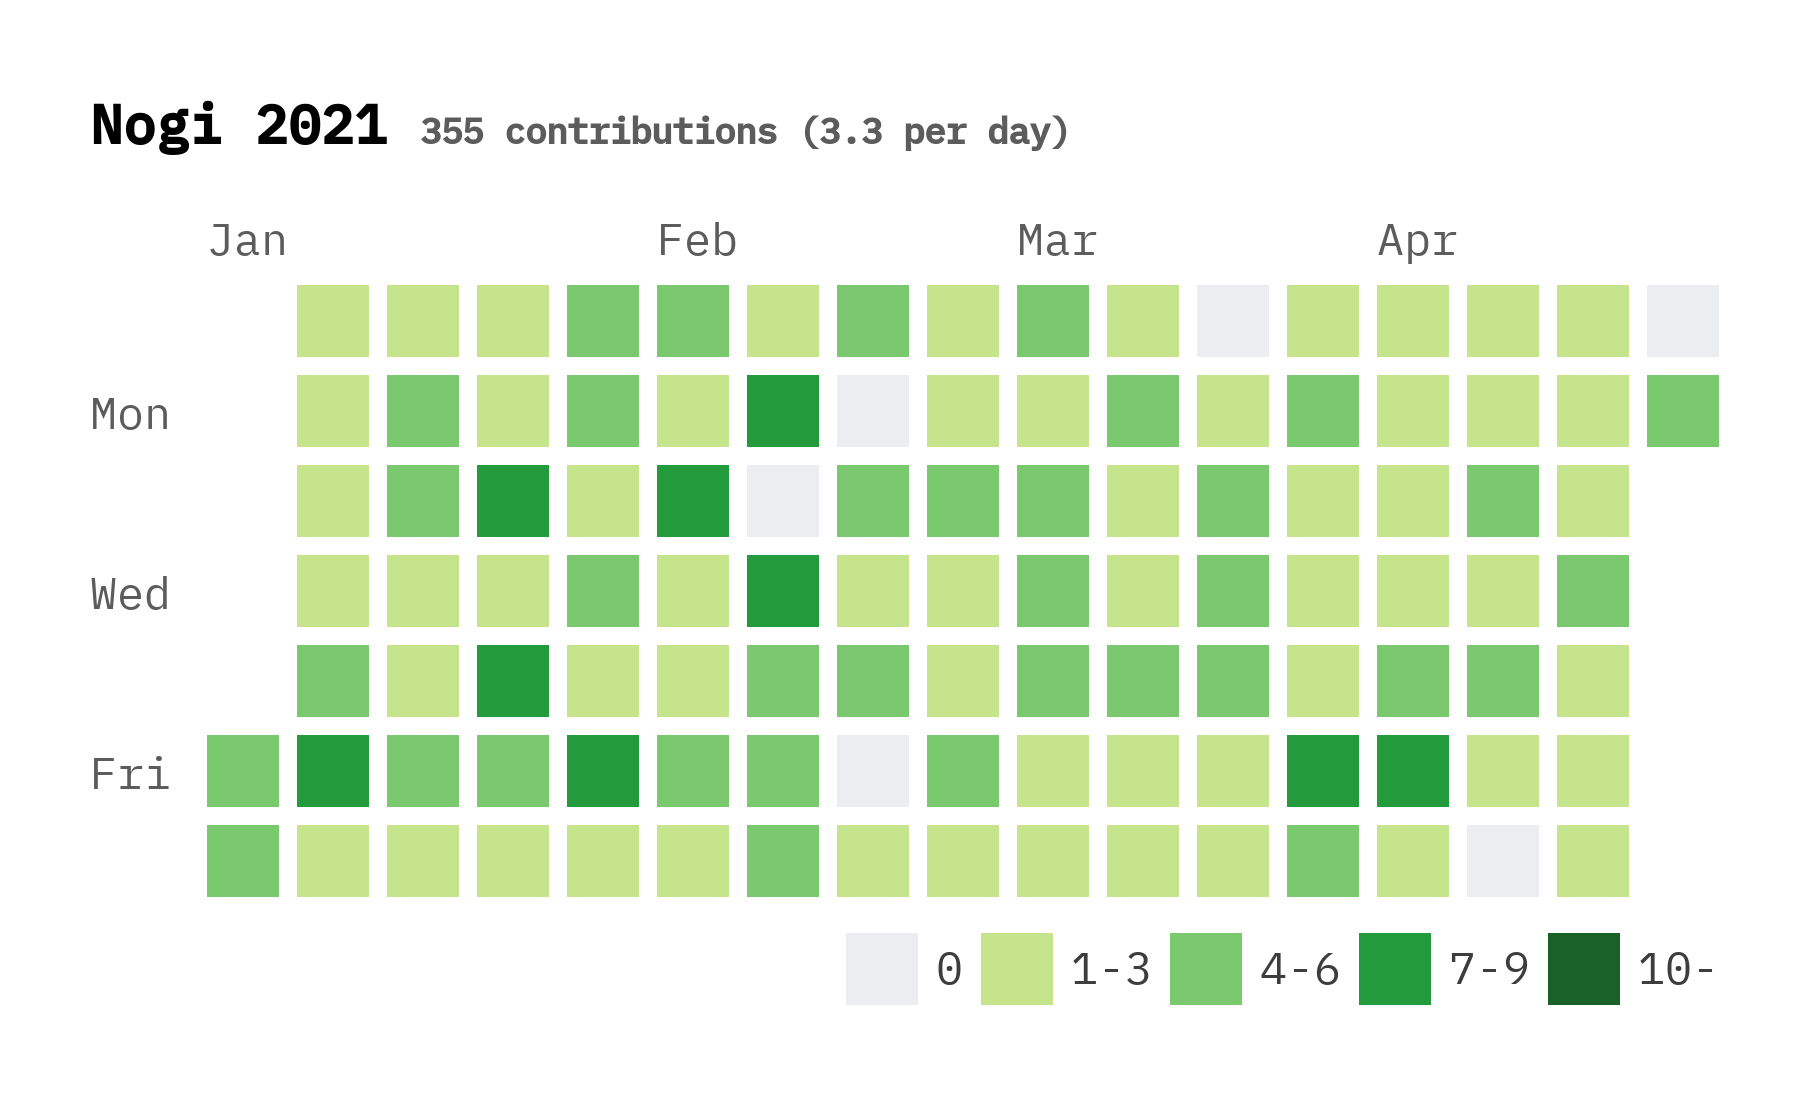 Nogi 2021 355 contributions (3.3 per day)
Jan Feb Mar Apr
Mon
Wed
Fri
0 1-3 4-6 7-9 10-